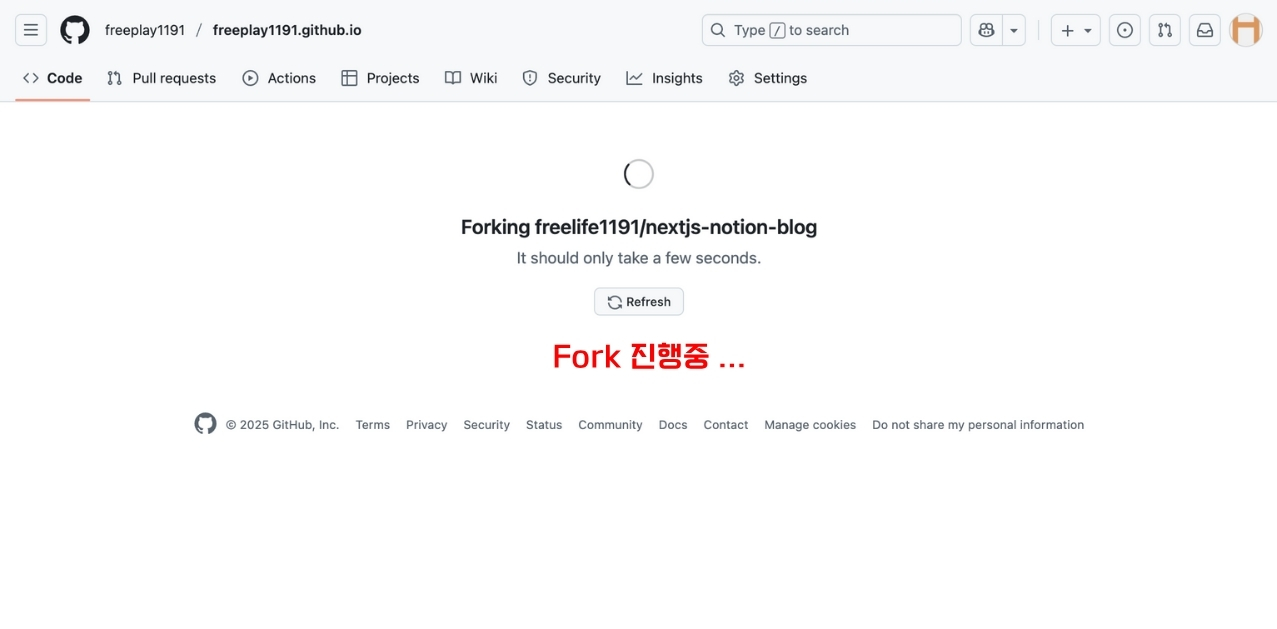 freeplay1191 / freeplay1191.github.io
Type / to search
Code Pull requests Actions Projects Wiki Security Insights Settings
Forking freelife1191/nextjs-notion-blog
It should only take a few seconds.
Refresh
Fork 진행중 ...
© 2025 GitHub, Inc. Terms Privacy Security Status Community Docs Contact Manage cookies Do not share my personal information